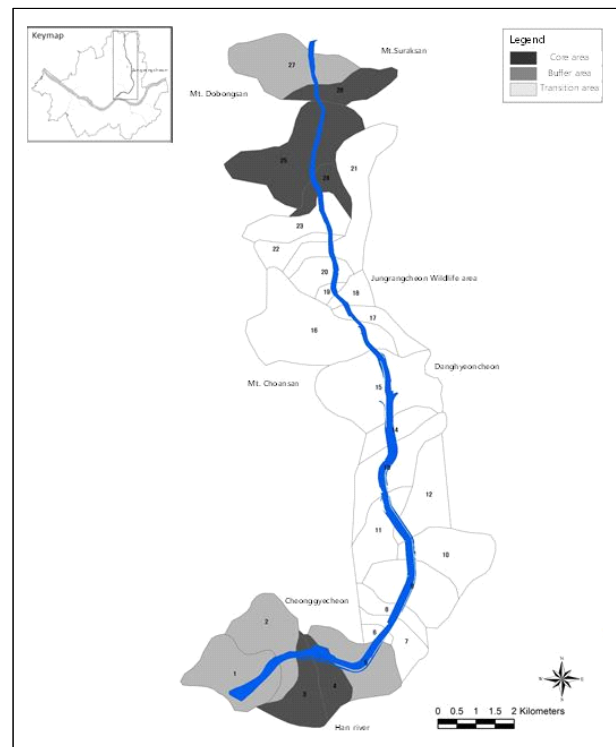 Keymap
Jungrangcheon
Legend
Core area
Buffer area
Transition area
Mt.Suraksan
27
Mt. Dobongsan
26
25
24
21
23
22
20
Jungrangcheon Wildlife area
19
18
17
16
Danghyeoncheon
Mt. Choansan
15
14
13
12
11
10
9
Cheonggyecheon
8
2
6
7
1
3
4
Han river
N
W
E
S
0 0.5 1 1.5 2 Kilometers